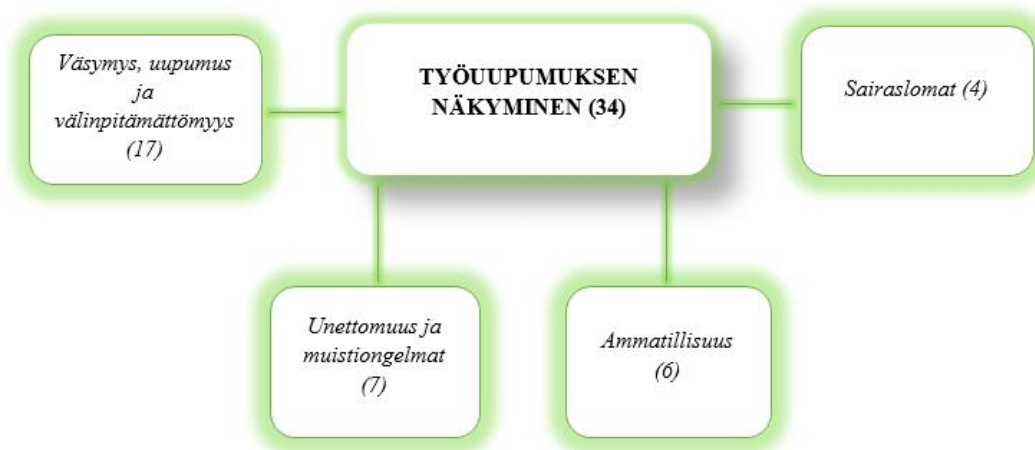 Väsymys, uupumus
ja
välinpitämättömyys
(17)
TYÖUUPUMUKSEN
NÄKYMINEN (34)
Sairaslomat (4)
Unettomuus ja
muistiongelmat
(7)
Ammatillisuus
(6)